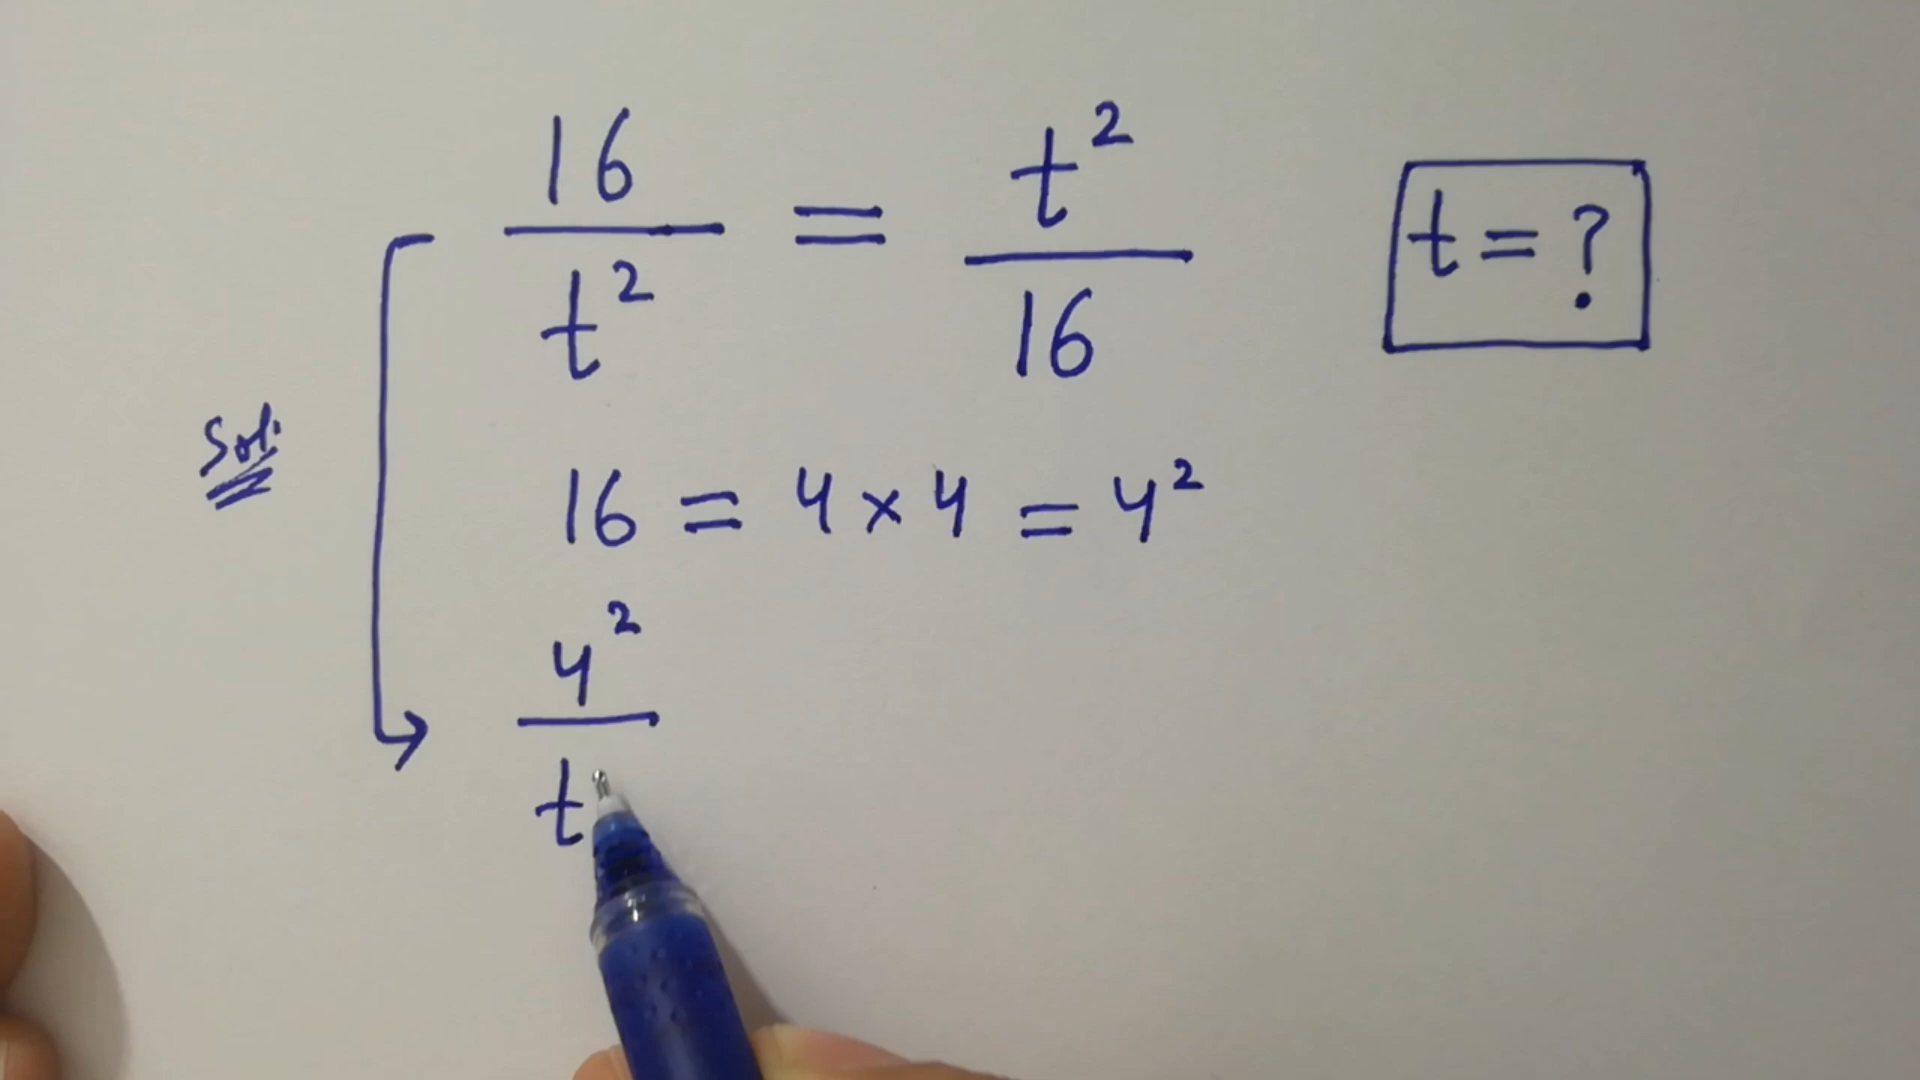 16/t² = t²/16
t = ?
Sol:
16 = 4 × 4 = 4²
4²/t